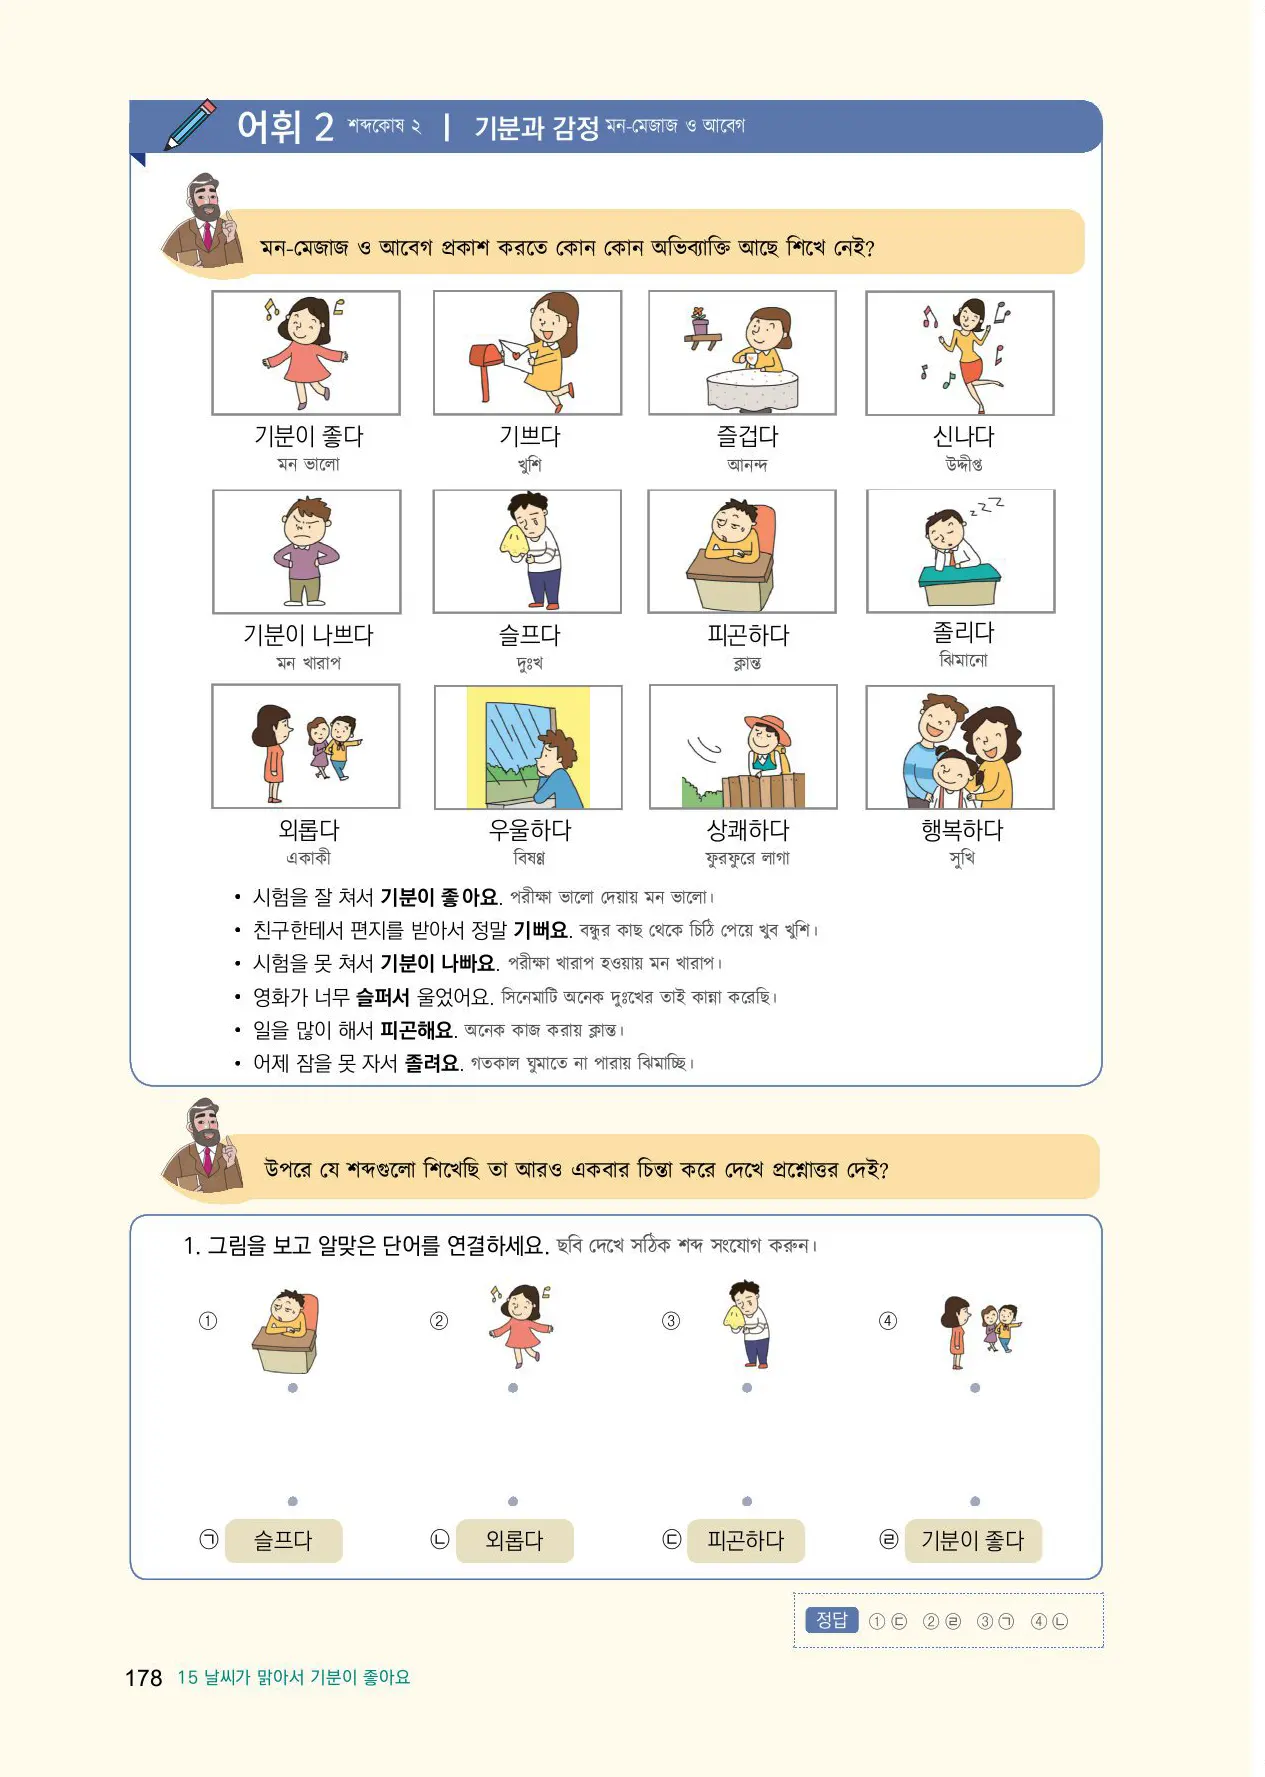 어휘 2 শব্দকোষ ২ | 기분과 감정 মন-মেজাজ ও আবেগ
মন-মেজাজ ও আবেগ প্রকাশ করতে কোন কোন অভিব্যাক্তি আছে শিখে নেই?
기분이 좋다 기쁘다 즐겁다 신나다
মন ভালো খুশি আনন্দ উদ্দীপ্ত
zzZ
기분이 나쁘다 슬프다 피곤하다 졸리다
মন খারাপ দুঃখ ক্লান্ত ঝিমানো
외롭다 우울하다 상쾌하다 행복하다
একাকী বিষণ্ণ ফুরফুরে লাগা সুখি
• 시험을 잘 쳐서 기분이 좋아요. পরীক্ষা ভালো দেয়ায় মন ভালো।
• 친구한테서 편지를 받아서 정말 기뻐요. বন্ধুর কাছ থেকে চিঠি পেয়ে খুব খুশি।
• 시험을 못 쳐서 기분이 나빠요. পরীক্ষা খারাপ হওয়ায় মন খারাপ।
• 영화가 너무 슬퍼서 울었어요. সিনেমাটি অনেক দুঃখের তাই কান্না করেছি।
• 일을 많이 해서 피곤해요. অনেক কাজ করায় ক্লান্ত।
• 어제 잠을 못 자서 졸려요. গতকাল ঘুমাতে না পারায় ঝিমাচ্ছি।
উপরে যে শব্দগুলো শিখেছি তা আরও একবার চিন্তা করে দেখে প্রশ্নোত্তর দেই?
1. 그림을 보고 알맞은 단어를 연결하세요. ছবি দেখে সঠিক শব্দ সংযোগ করুন।
① ② ③ ④
㉠ 슬프다 ㉡ 외롭다 ㉢ 피곤하다 ㉣ 기분이 좋다
정답 ①㉢ ②㉣ ③㉠ ④㉡
178 15 날씨가 맑아서 기분이 좋아요